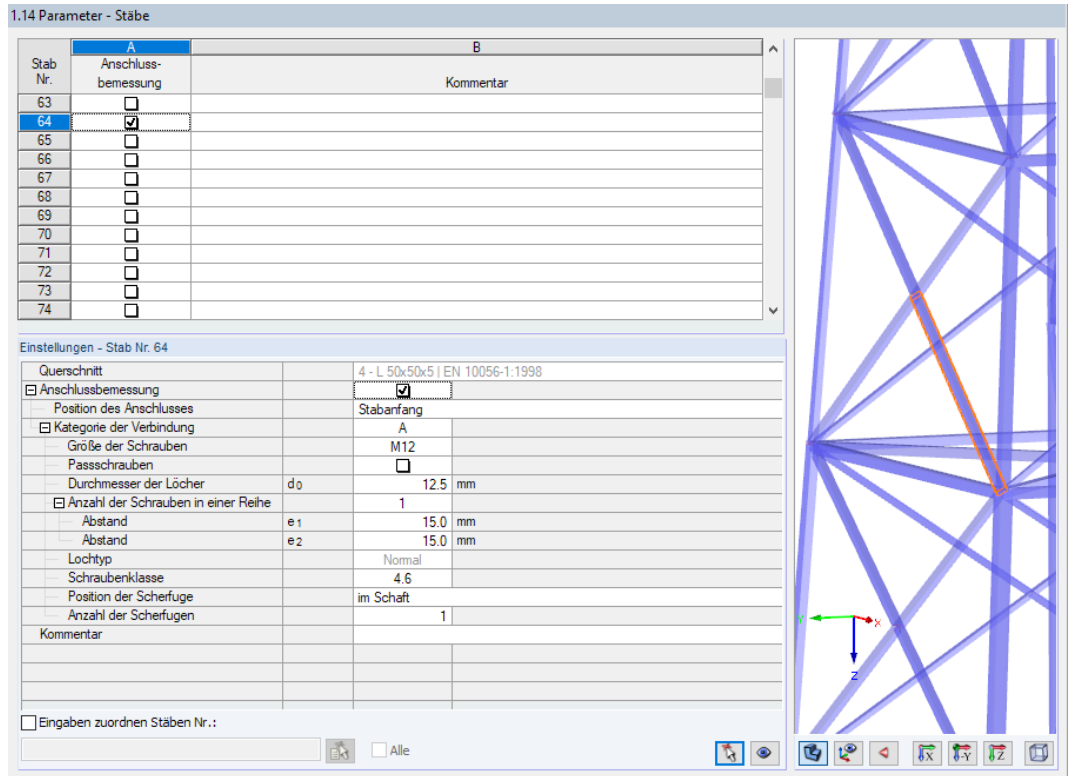 1.14 Parameter - Stäbe
A B
Stab Nr. Anschluss-bemessung Kommentar
63
64
65
66
67
68
69
70
71
72
73
74
Einstellungen - Stab Nr. 64
Querschnitt 4 - L 50x50x5 | EN 10056-1:1998
Anschlussbemessung
Position des Anschlusses Stabanfang
Kategorie der Verbindung A
Größe der Schrauben M12
Passschrauben
Durchmesser der Löcher d0 12.5 mm
Anzahl der Schrauben in einer Reihe 1
Abstand e1 15.0 mm
Abstand e2 15.0 mm
Lochtyp Normal
Schraubenklasse 4.6
Position der Scherfuge im Schaft
Anzahl der Scherfugen 1
Kommentar
Eingaben zuordnen Stäben Nr.:
Alle
Y X
Z
X -Y Z